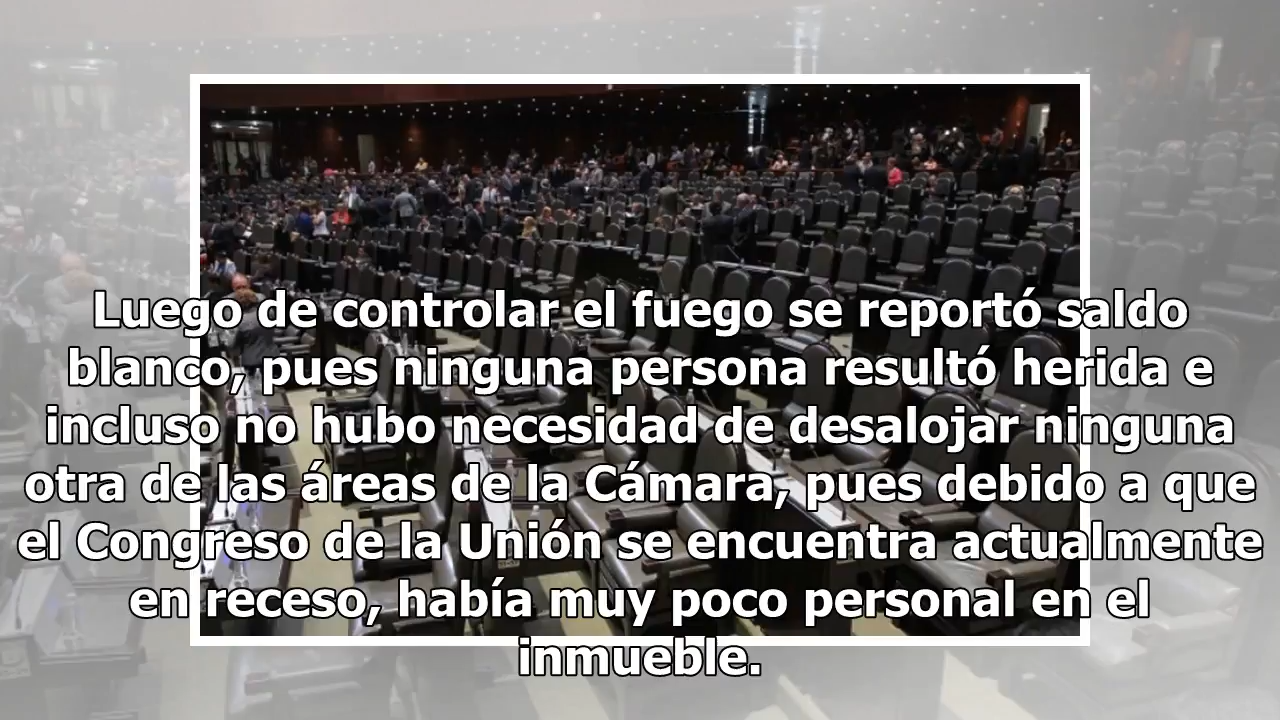 Luego de controlar el fuego se reportó saldo
blanco, pues ninguna persona resultó herida e
incluso no hubo necesidad de desalojar ninguna
otra de las áreas de la Cámara, pues debido a que
el Congreso de la Unión se encuentra actualmente
en receso, había muy poco personal en el
inmueble.